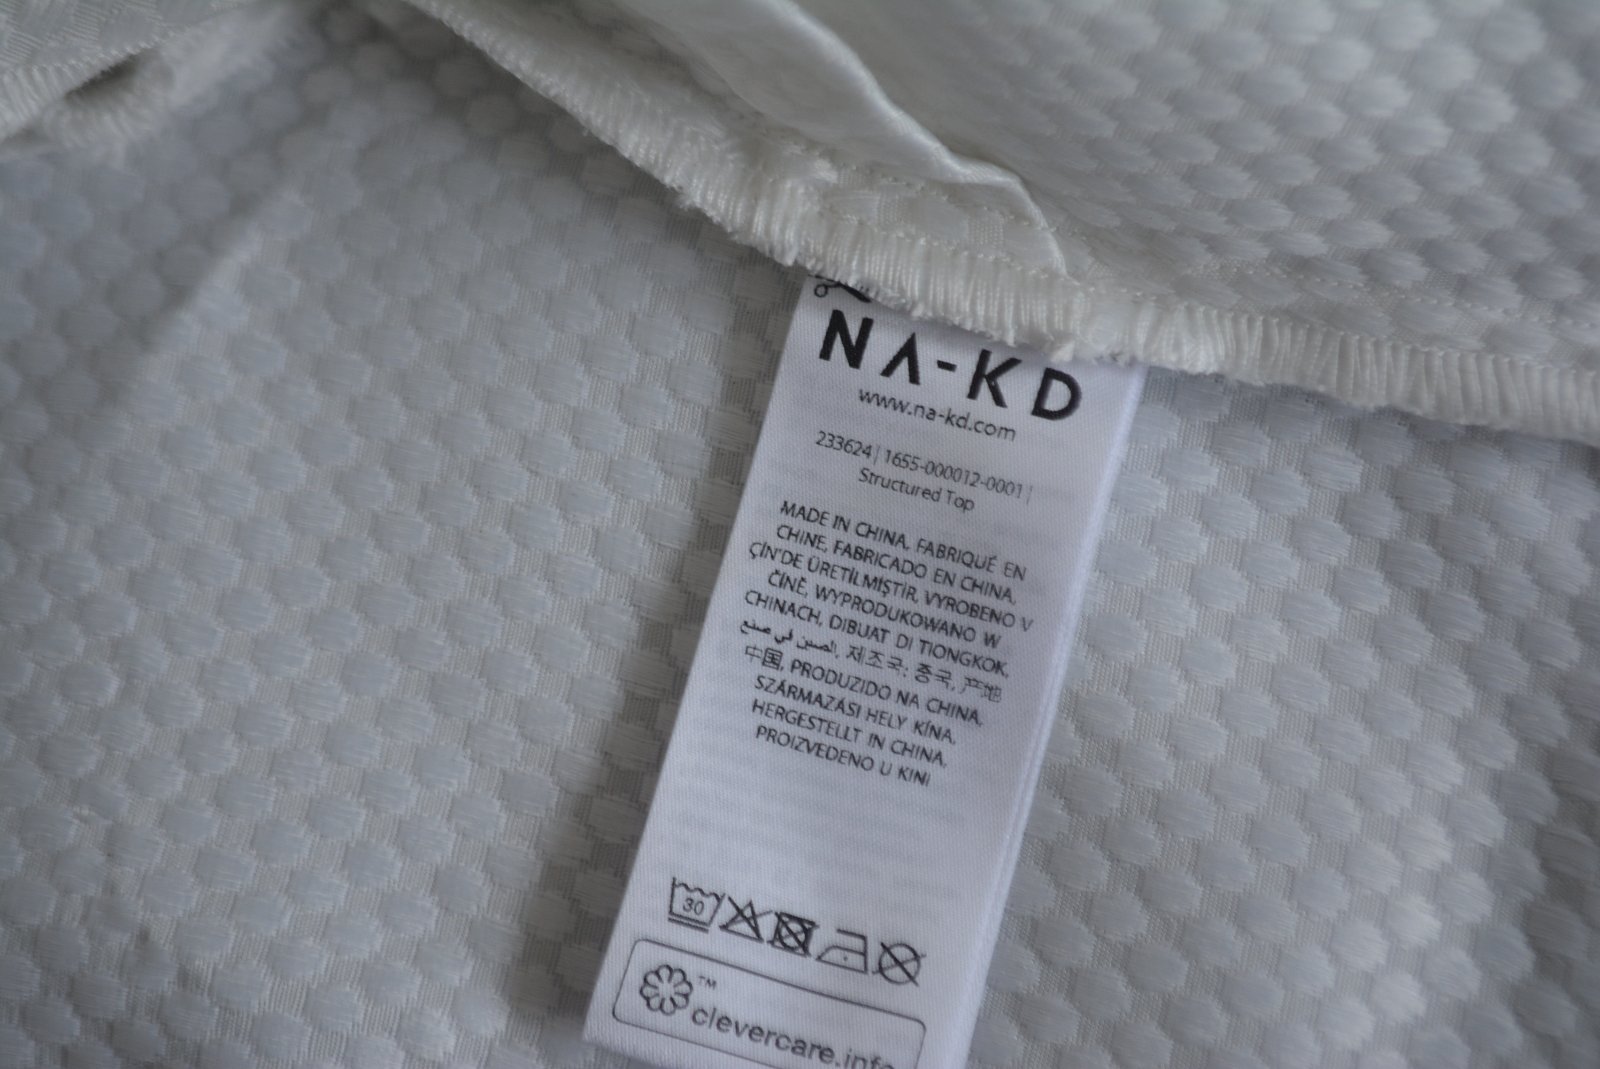 NA-KD
www.na-kd.com
233624 | 1655-000012-0001 |
Structured Top
MADE IN CHINA, FABRIQUÉ EN
CHINE, FABRICADO EN CHINA,
ÇİN'DE ÜRETİLMİŞTİR, VYROBENO V
ČÍNĚ, WYPRODUKOWANO W
CHINACH, DIBUAT DI TIONGKOK,
الصين في صنع, 제조국: 중국, 产地
中国, PRODUZIDO NA CHINA,
SZÁRMAZÁSI HELY KÍNA,
HERGESTELLT IN CHINA,
PROIZVEDENO U KINI
30
™
clevercare.info